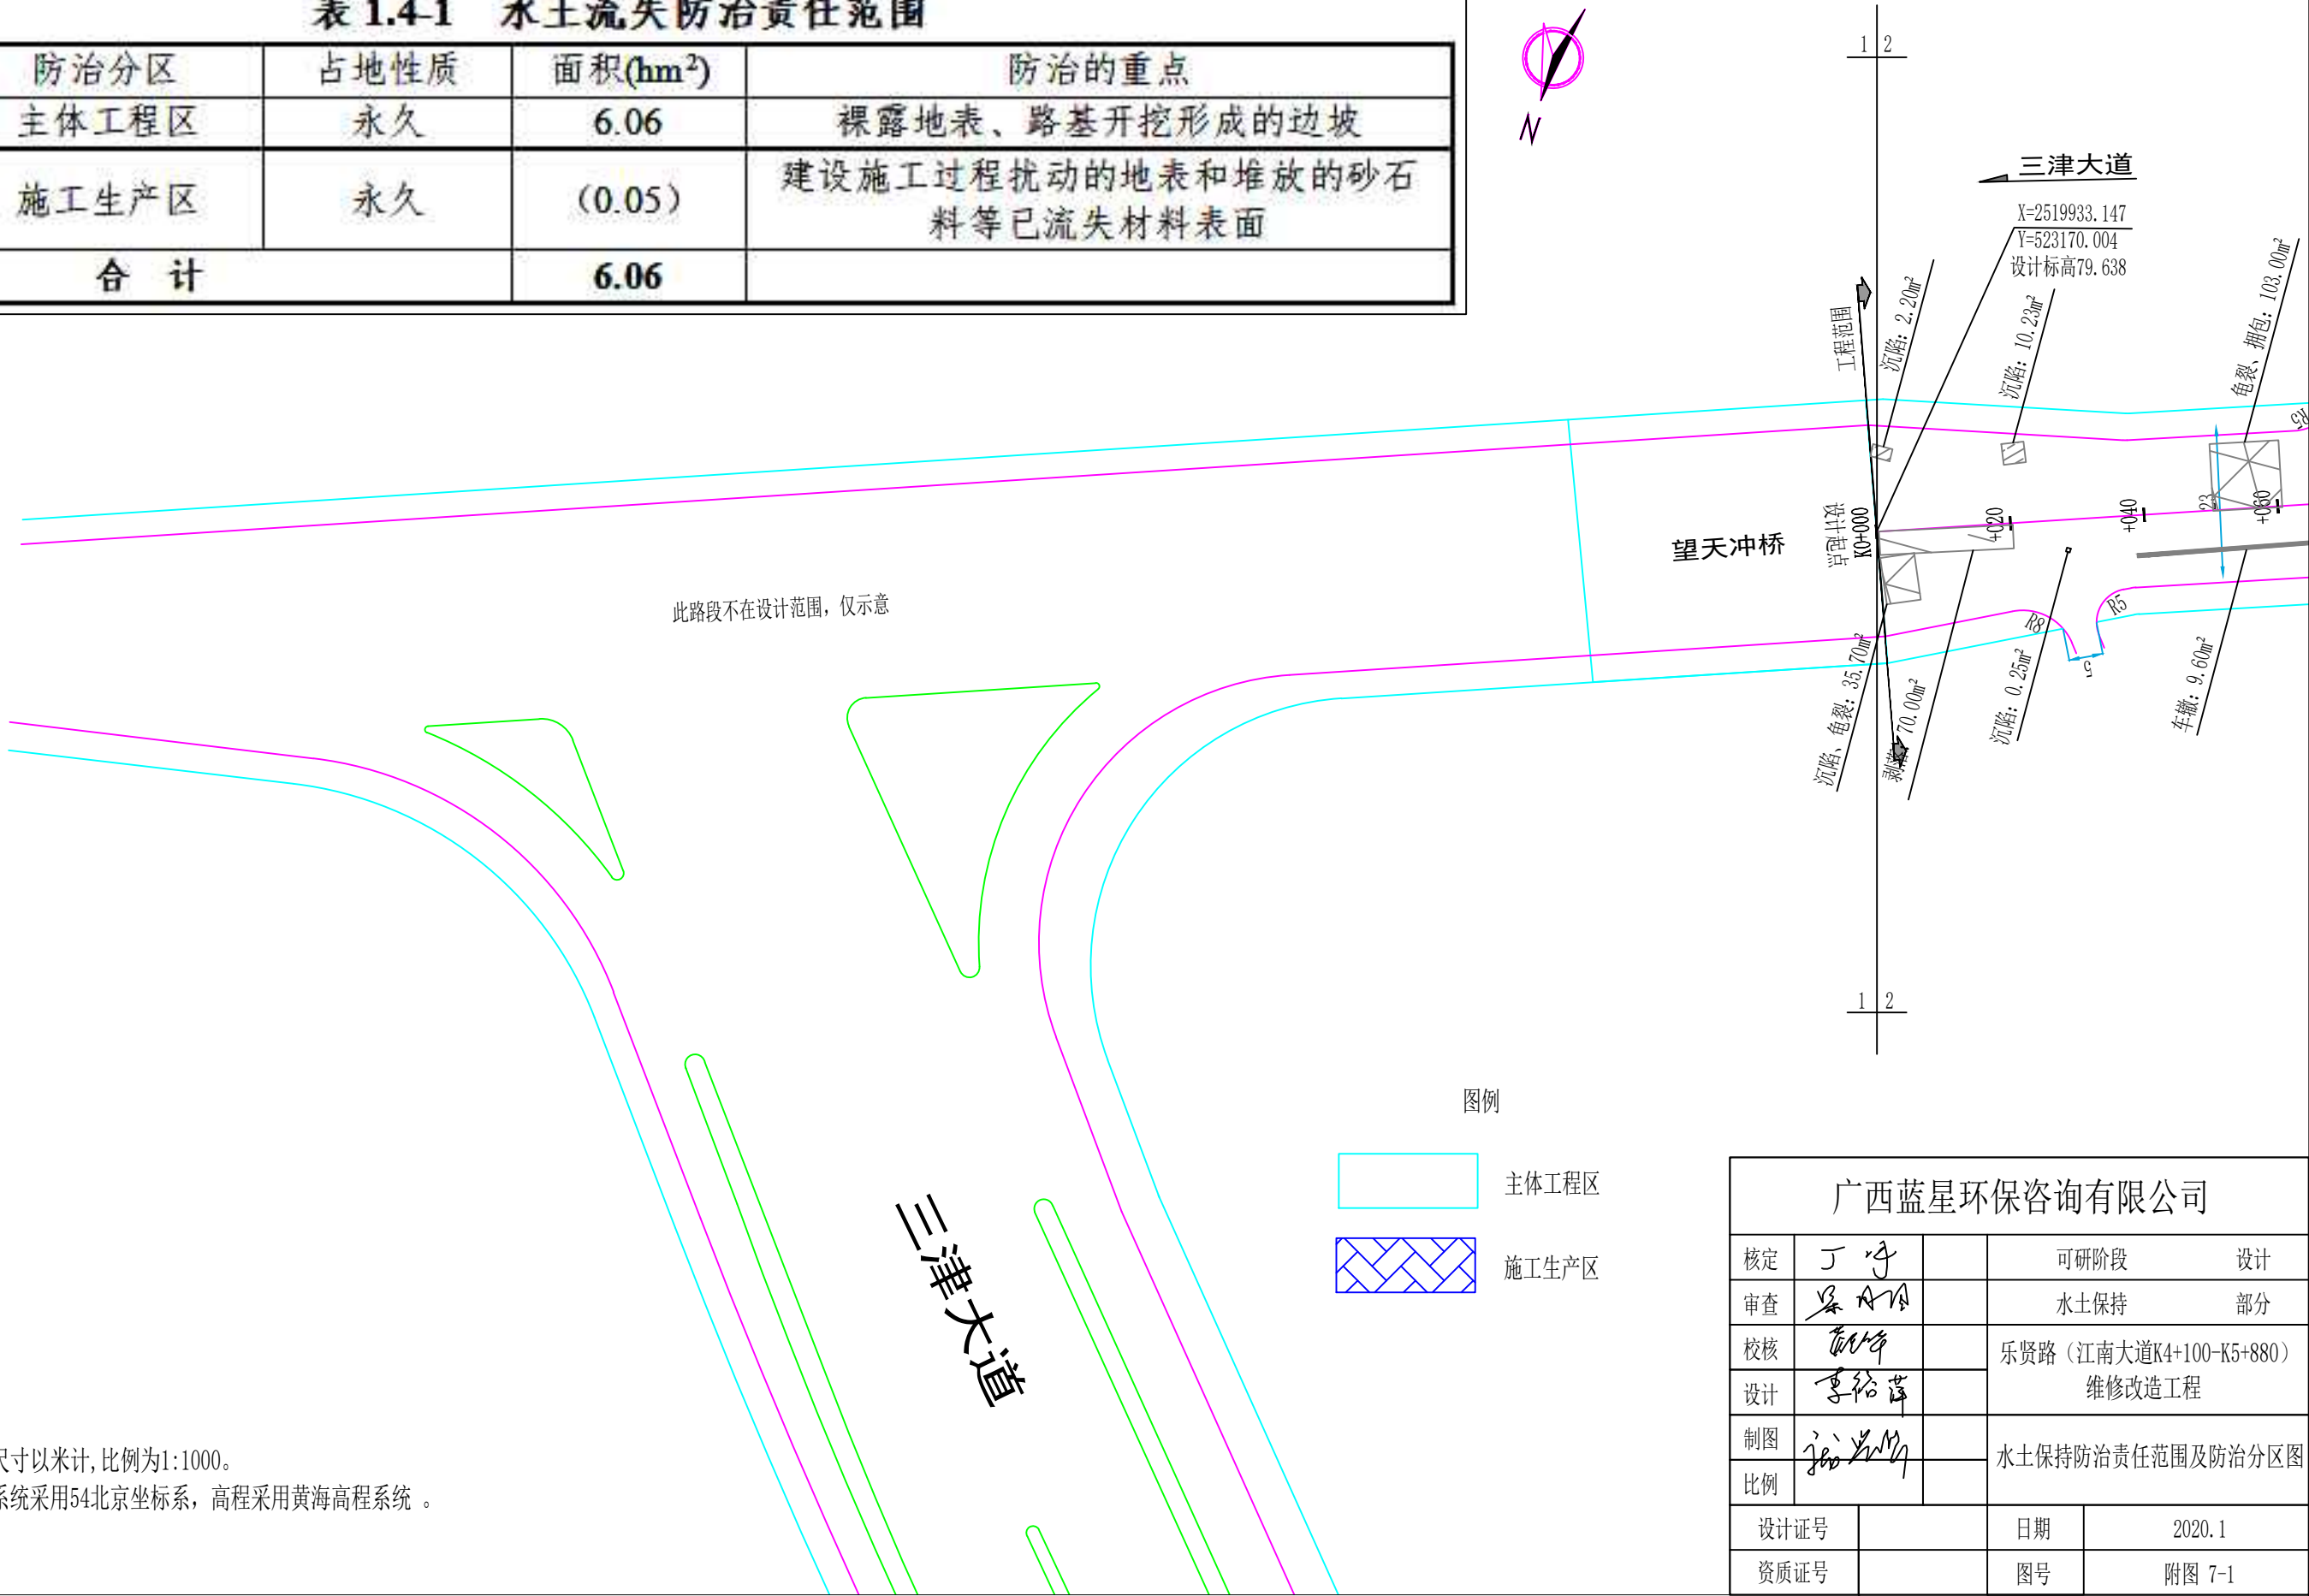 表 1.4-1 水土流失防治责任范围
防治分区 占地性质 面积(hm²) 防治的重点
主体工程区 永久 6.06 裸露地表、路基开挖形成的边坡
施工生产区 永久 （0.05） 建设施工过程扰动的地表和堆放的砂石
料等已流失材料表面
合 计 6.06
N
1 2
三津大道
X=2519933.147
Y=523170.004
设计标高79.638
工程范围
沉陷: 2.20㎡
沉陷: 10.23㎡
龟裂、拥包: 103.00㎡
R5
设计起点
K0+000
+020
+040
23
+060
望天冲桥
此路段不在设计范围，仅示意
R8
R5
5
沉陷、龟裂: 35.70㎡
70.00㎡
沉陷: 0.25㎡
车辙: 9.60㎡
1 2
三津大道
图例
主体工程区
施工生产区
尺寸以米计,比例为1:1000。
系统采用54北京坐标系，高程采用黄海高程系统 。
广西蓝星环保咨询有限公司
核定 可研阶段 设计
审查 水土保持 部分
校核 乐贤路（江南大道K4+100-K5+880）
设计 维修改造工程
制图 水土保持防治责任范围及防治分区图
比例
设计证号 日期 2020.1
资质证号 图号 附图 7-1